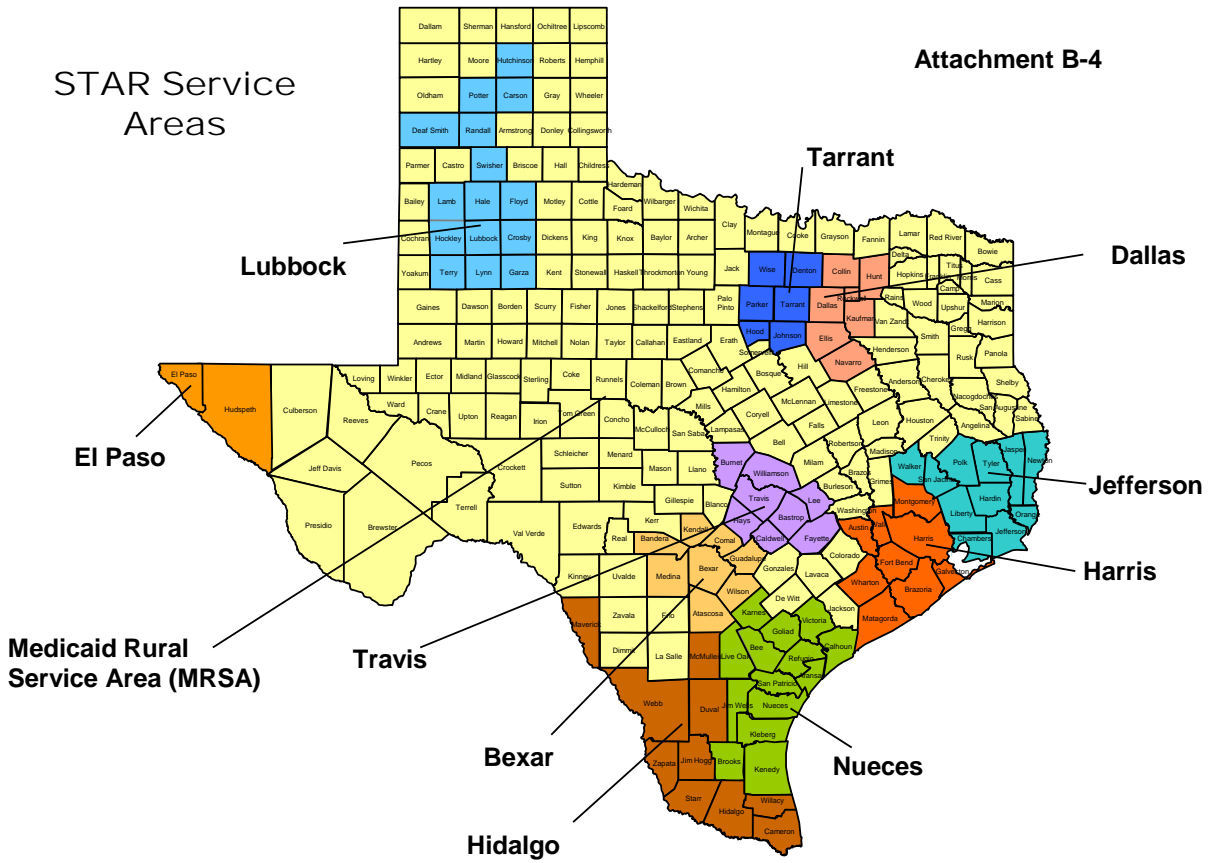 STAR Service
Areas
Attachment B-4
Dallam Sherman Hansford Ochiltree Lipscomb
Hartley Moore Hutchinson Roberts Hemphill
Oldham Potter Carson Gray Wheeler
Deaf Smith Randall Armstrong Donley Collingsworth
Parmer Castro Swisher Briscoe Hall Childress
Hardeman
Bailey Lamb Hale Floyd Motley Cottle Foard Wilbarger Wichita
Clay Montague Cooke Grayson Fannin Lamar Red River Bowie
Cochran Hockley Lubbock Crosby Dickens King Knox Baylor Archer
Delta Titus Morris Cass
Yoakum Terry Lynn Garza Kent Stonewall Haskell Throckmorton Young Jack Wise Denton Collin Hunt Hopkins Franklin
Camp Marion
Gaines Dawson Borden Scurry Fisher Jones Shackelford Stephens Palo
Pinto Parker Tarrant Dallas Rockwall Rains Wood Upshur
Kaufman Van Zand Gregg Harrison
Andrews Martin Howard Mitchell Nolan Taylor Callahan Eastland Erath Hood Johnson Ellis Smith
Somervell Henderson Rusk Panola
El Paso Hudspeth Culberson Loving Winkler Ector Midland Glasscock Sterling Coke Runnels Coleman Brown Comanche Bosque Hill Navarro
Hamilton Freestone Anderson Cherokee Shelby
Reeves Ward Crane Upton Reagan Irion Tom Green Concho Mills McLennan Limestone Nacogdoches
San Augustine Sabine
McCulloch San Saba Lampasas Coryell Falls Leon Houston Angelina
Jeff Davis Pecos Crockett Schleicher Menard Bell Robertson Madison Trinity
Mason Llano Burnet Williamson Milam Brazos Walker Polk Tyler Jasper Newton
Presidio Brewster Terrell Sutton Kimble Burleson Grimes San Jacinto
Gillespie Blanco Travis Lee Washington Montgomery Liberty Hardin Orange
Val Verde Edwards Kerr Hays Bastrop Austin Wall
Real Bandera Kendall Comal Caldwell Fayette Harris Chambers Jefferson
Kinney Uvalde Medina Bexar Guadalupe Gonzales Colorado Fort Bend Galveston
Wilson Lavaca Wharton Brazoria
Maverick Zavala Frio Atascosa Karnes De Witt Jackson Matagorda
Victoria
Goliad
Dimmit La Salle McMullen Live Oak Bee Refugio Calhoun
Aransas
San Patricio
Webb Duval Jim Wells Nueces
Kleberg
Zapata Jim Hogg Brooks Kenedy
Starr Hidalgo Willacy
Cameron
Tarrant
Dallas
Lubbock
El Paso
Jefferson
Harris
Medicaid Rural
Service Area (MRSA)
Travis
Bexar
Nueces
Hidalgo